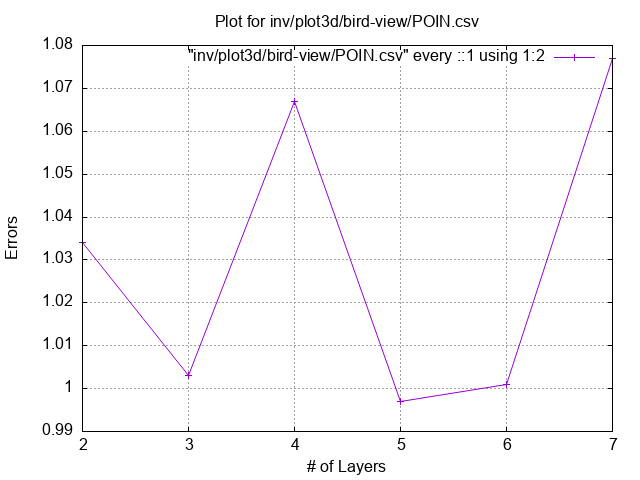 Plot for inv/plot3d/bird-view/POIN.csv
"inv/plot3d/bird-view/POIN.csv" every ::1 using 1:2
1.08
1.07
1.06
1.05
1.04
1.03
1.02
1.01
1
0.99
Errors
2 3 4 5 6 7
# of Layers